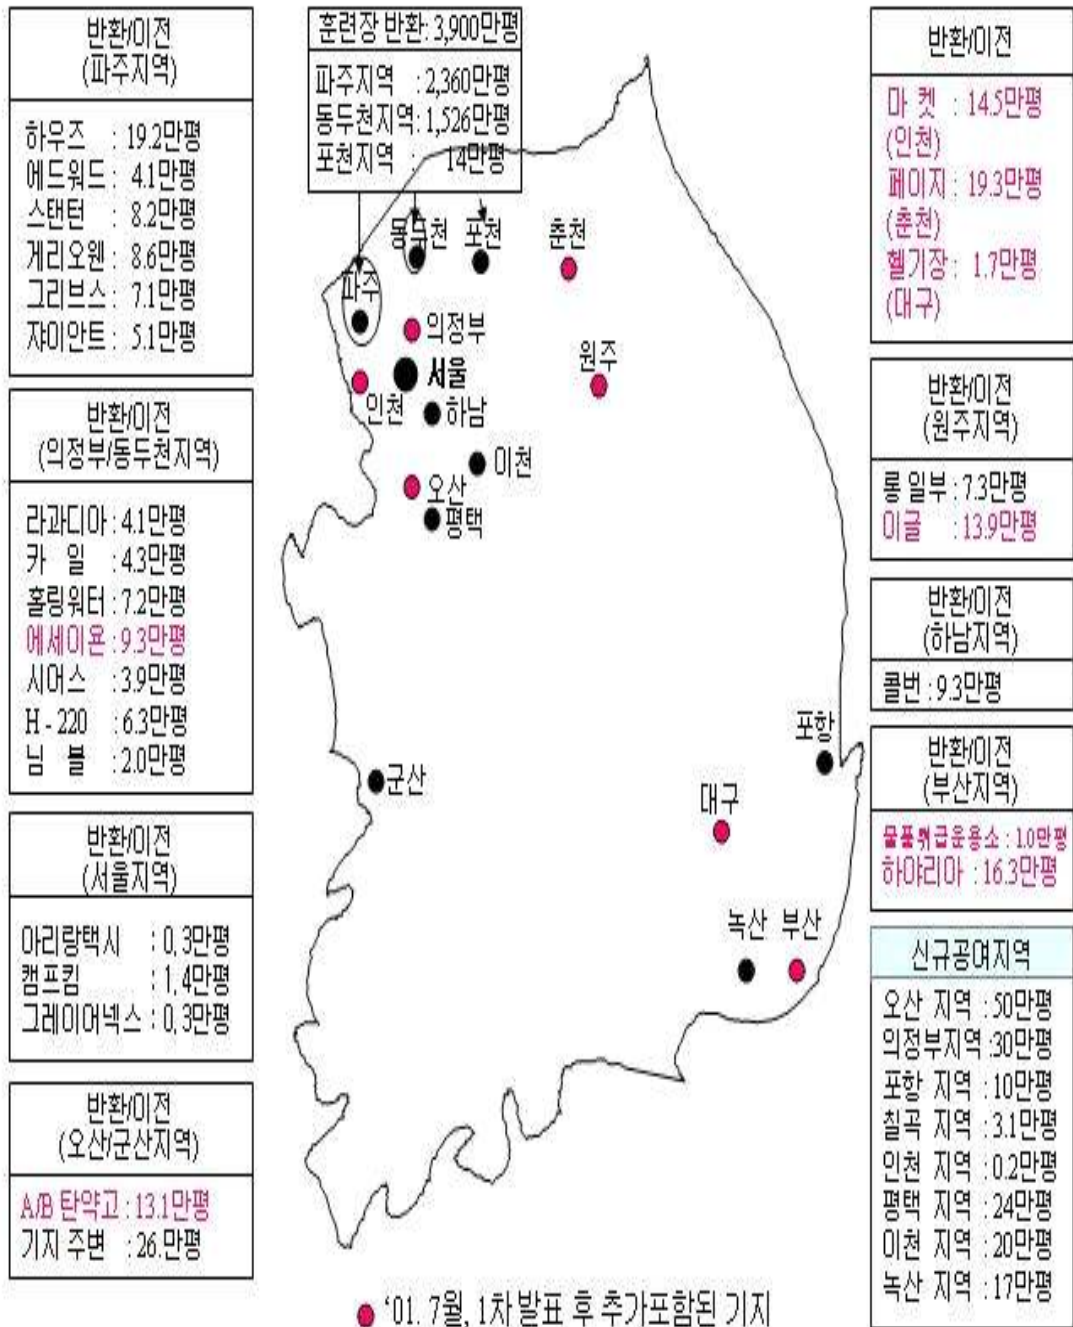 반환/이전
(파주지역)
하우즈 : 19.2만평
에드워드 : 4.1만평
스탠턴 : 8.2만평
게리오웬 : 8.6만평
그리브스 : 7.1만평
쟈이안트 : 5.1만평
반환/이전
(의정부/동두천지역)
라과디아 : 4.1만평
카 일 : 4.3만평
홀링워터 : 7.2만평
에세이욘 : 9.3만평
시어스 : 3.9만평
H - 220 : 6.3만평
님 블 : 2.0만평
반환/이전
(서울지역)
아리랑택시 : 0,3만평
캠프킴 : 1,4만평
그레이어넥스 : 0,3만평
반환/이전
(오산/군산지역)
A/B 탄약고 : 13.1만평
기지 주변 : 26.만평
훈련장 반환: 3,900만평
파주지역 : 2,360만평
동두천지역: 1,526만평
포천지역 : 14만평
동두천
포천
춘천
파주
의정부
서울
원주
인천
하남
이천
오산
평택
군산
포항
대구
녹산
부산
‘01. 7월, 1차 발표 후 추가포함된 기지
반환/이전
마 켓 : 14.5만평
(인천)
페이지 : 19.3만평
(춘천)
헬기장 : 1.7만평
(대구)
반환/이전
(원주지역)
롱 일부 : 7.3만평
이글 : 13.9만평
반환/이전
(하남지역)
콜번 : 9.3만평
반환/이전
(부산지역)
물품취급운용소 : 1.0만평
하야리아 : 16.3만평
신규공여지역
오산 지역 : 50만평
의정부지역 :30만평
포항 지역 : 10만평
칠곡 지역 : 3.1만평
인천 지역 : 0.2만평
평택 지역 : 24만평
이천 지역 : 20만평
녹산 지역 : 17만평